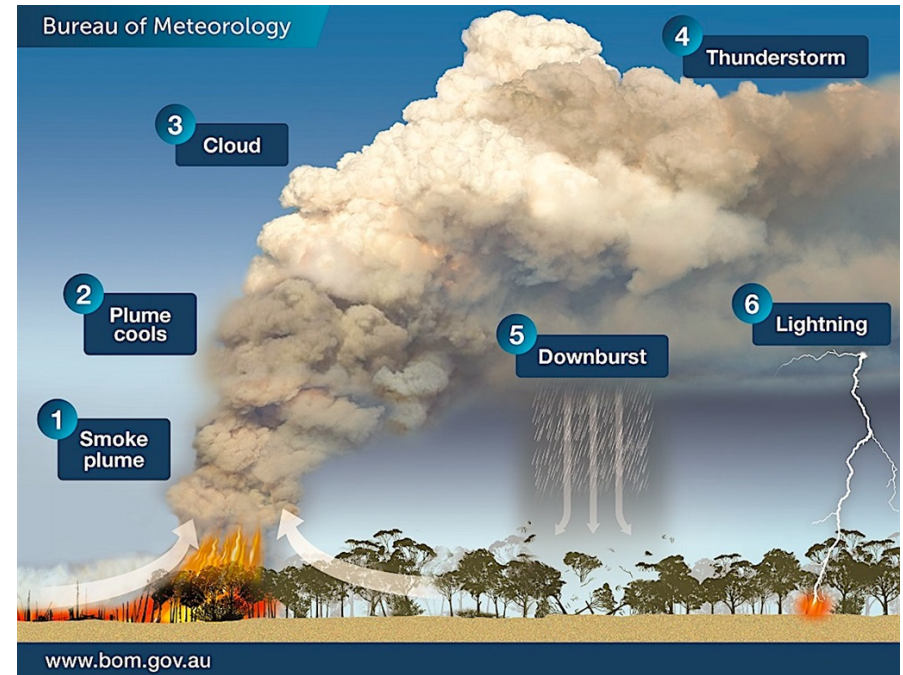 Bureau of Meteorology
4
Thunderstorm
3
Cloud
2
Plume
cools
6
Lightning
5
Downburst
1
Smoke
plume
www.bom.gov.au